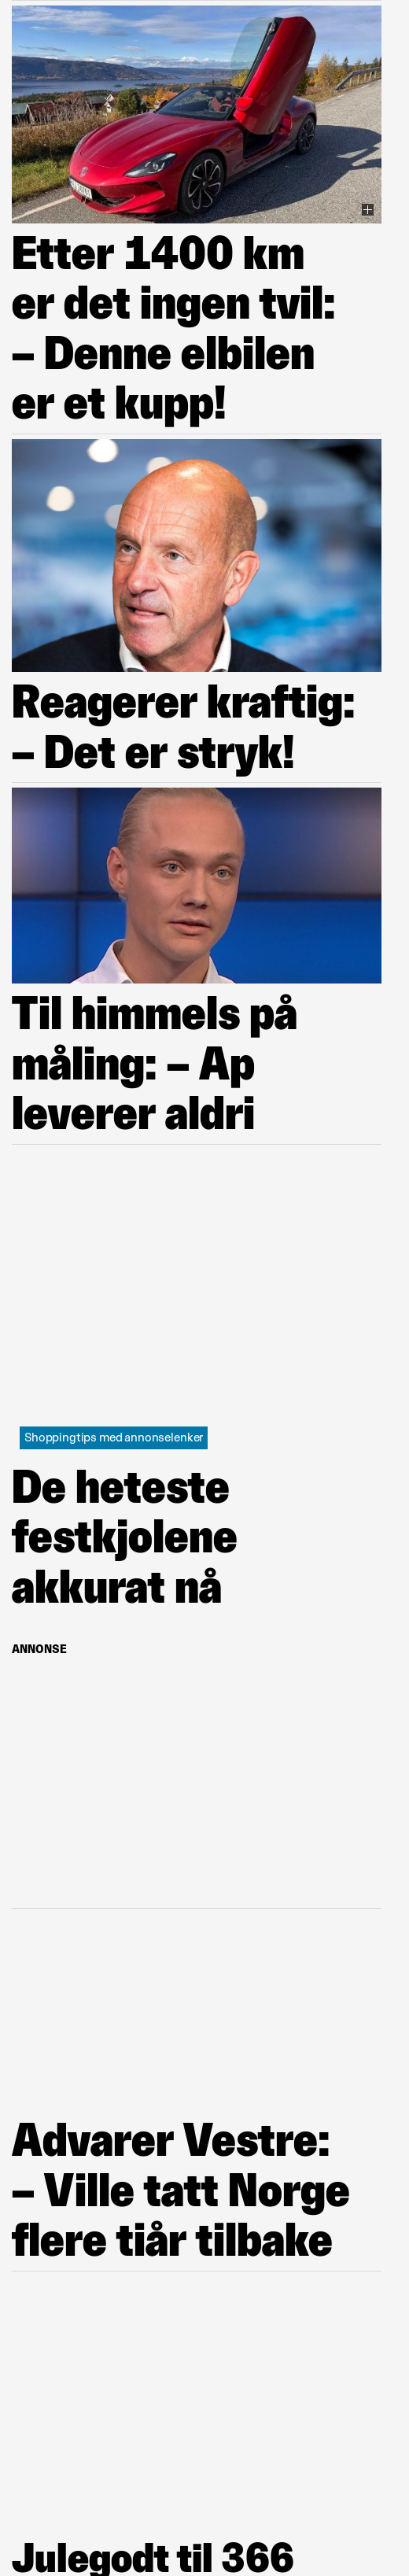 Etter 1400 km
er det ingen tvil:
– Denne elbilen
er et kupp!
Reagerer kraftig:
– Det er stryk!
Til himmels på
måling: – Ap
leverer aldri
Shoppingtips med annonselenker
De heteste
festkjolene
akkurat nå
ANNONSE
Advarer Vestre:
– Ville tatt Norge
flere tiår tilbake
Julegodt til 366